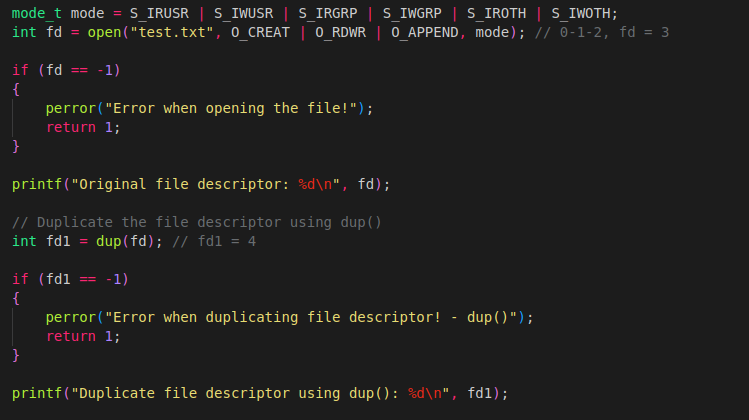 mode_t mode = S_IRUSR | S_IWUSR | S_IRGRP | S_IWGRP | S_IROTH | S_IWOTH;
int fd = open("test.txt", O_CREAT | O_RDWR | O_APPEND, mode); // 0-1-2, fd = 3
if (fd == -1)
{
perror("Error when opening the file!");
return 1;
}
printf("Original file descriptor: %d\n", fd);
// Duplicate the file descriptor using dup()
int fd1 = dup(fd); // fd1 = 4
if (fd1 == -1)
{
perror("Error when duplicating file descriptor! - dup()");
return 1;
}
printf("Duplicate file descriptor using dup(): %d\n", fd1);